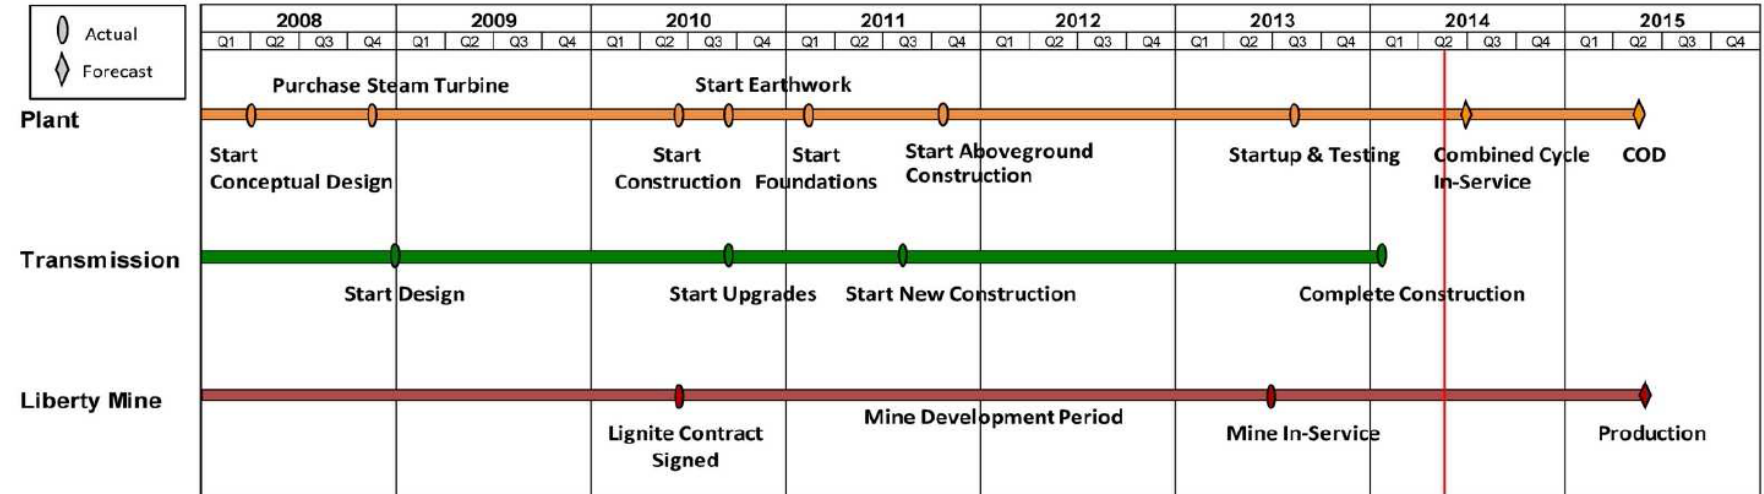 2008 2009 2010 2011 2012 2013 2014 2015
Q1 Q2 Q3 Q4 Q1 Q2 Q3 Q4 Q1 Q2 Q3 Q4 Q1 Q2 Q3 Q4 Q1 Q2 Q3 Q4 Q1 Q2 Q3 Q4 Q1 Q2 Q3 Q4 Q1 Q2 Q3 Q4
Actual
Forecast
Purchase Steam Turbine
Start Earthwork
Plant
Start
Conceptual Design
Start
Construction
Start
Foundations
Start Aboveground
Construction
Startup & Testing
Combined Cycle
In-Service
COD
Transmission
Start Design
Start Upgrades
Start New Construction
Complete Construction
Liberty Mine
Lignite Contract
Signed
Mine Development Period
Mine In-Service
Production